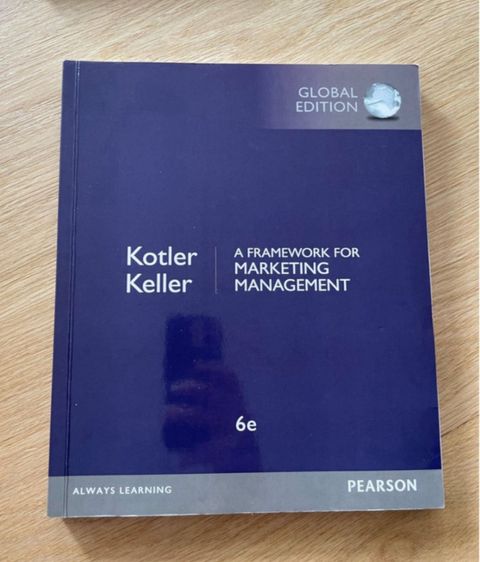 GLOBAL
EDITION
Kotler
Keller
A FRAMEWORK FOR
MARKETING
MANAGEMENT
6e
ALWAYS LEARNING
PEARSON